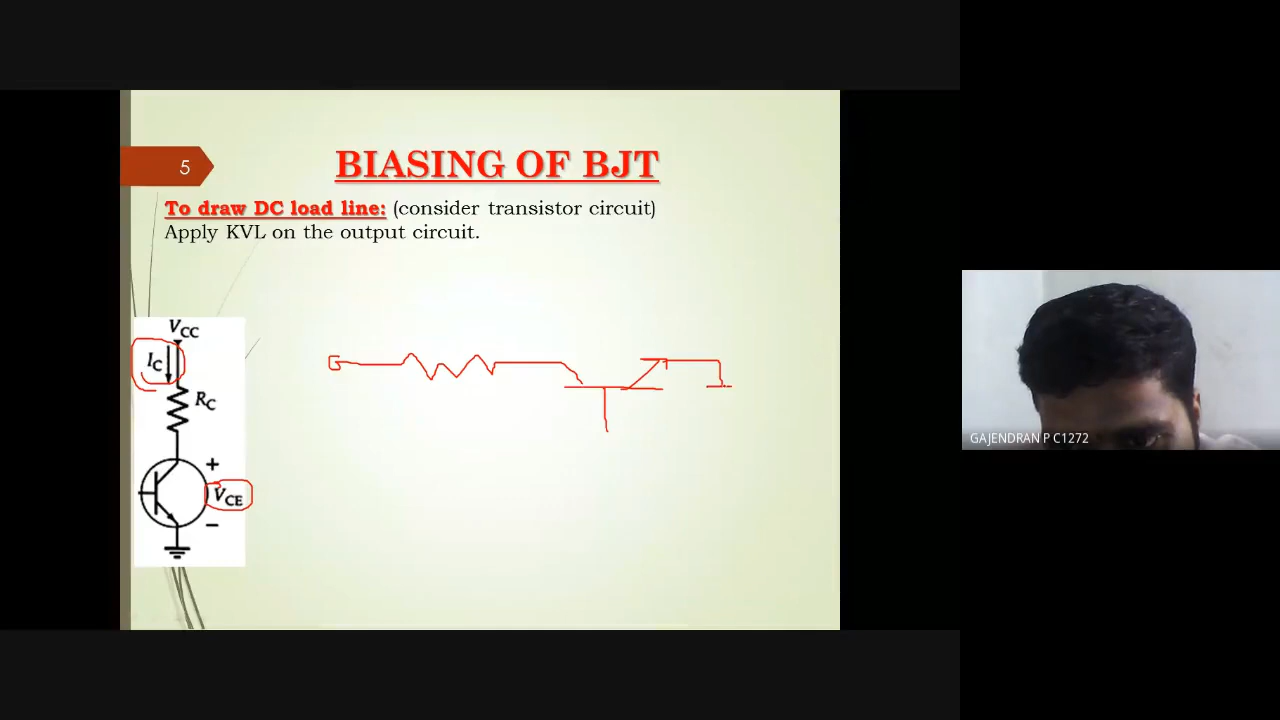 5
BIASING OF BJT
To draw DC load line: (consider transistor circuit)
Apply KVL on the output circuit.
VCC
IC
RC
+
VCE
−
GAJENDRAN P C1272